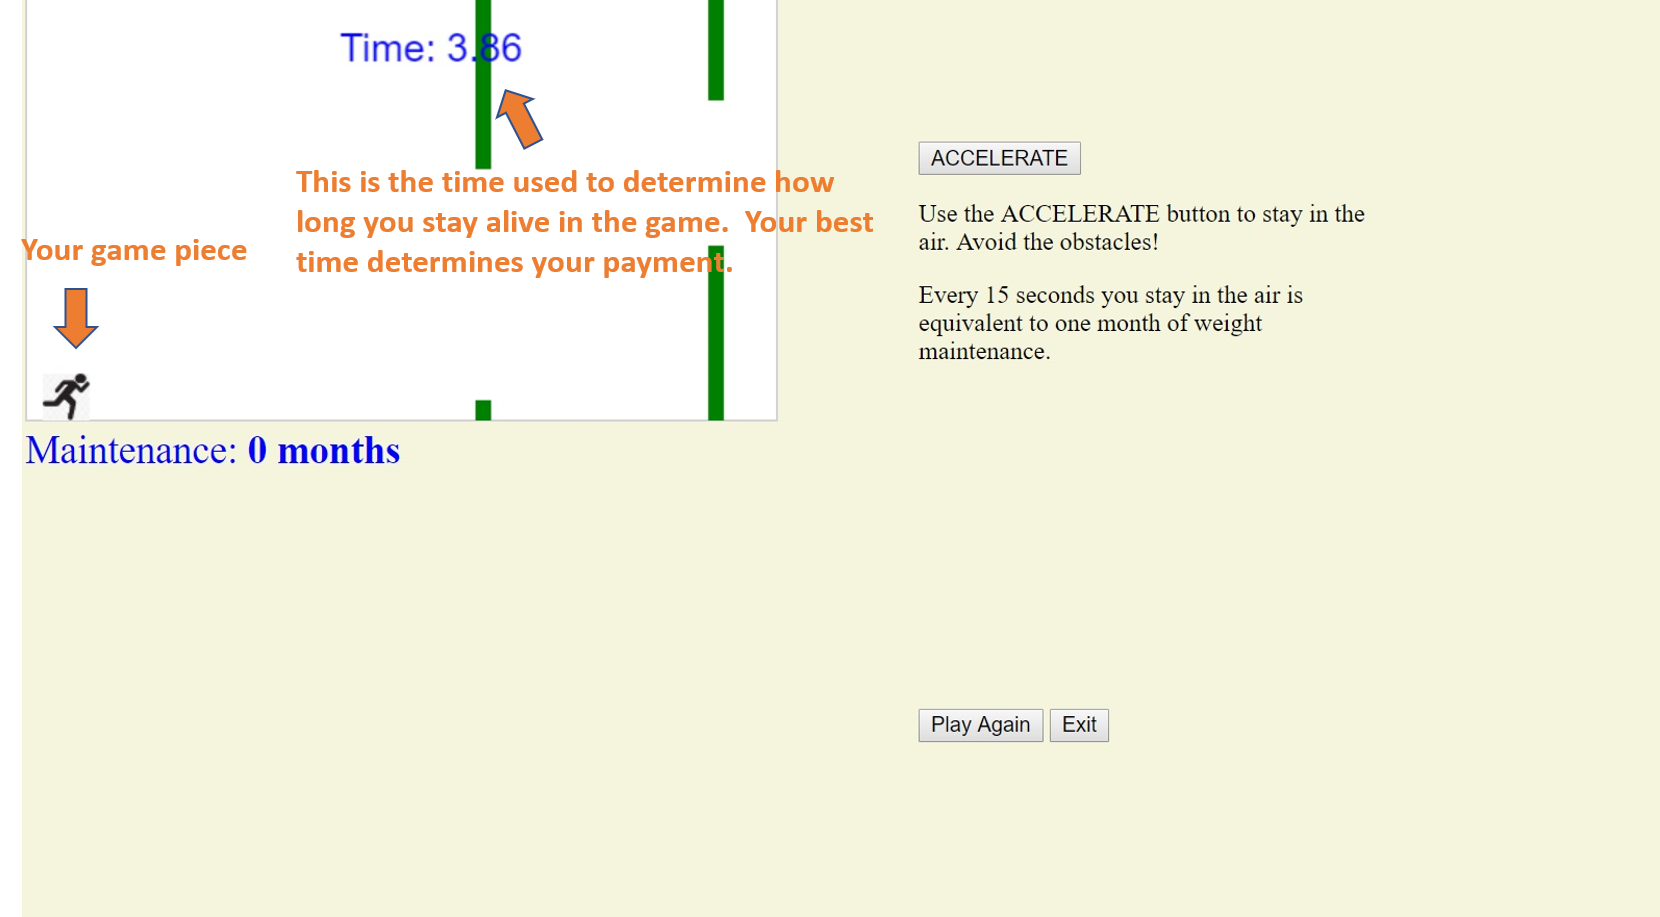 Time: 3.86
This is the time used to determine how
long you stay alive in the game.  Your best
time determines your payment.
Your game piece
Maintenance: 0 months
ACCELERATE
Use the ACCELERATE button to stay in the
air. Avoid the obstacles!
Every 15 seconds you stay in the air is
equivalent to one month of weight
maintenance.
Play Again
Exit